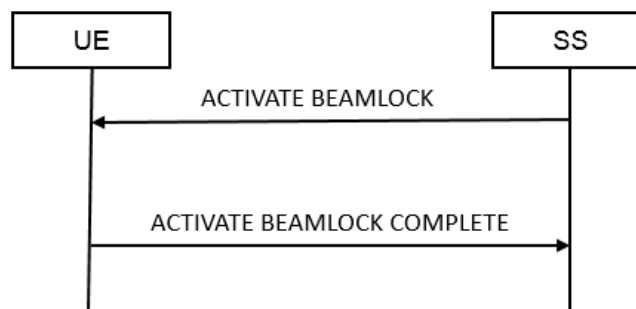 UE
SS
ACTIVATE BEAMLOCK
ACTIVATE BEAMLOCK COMPLETE